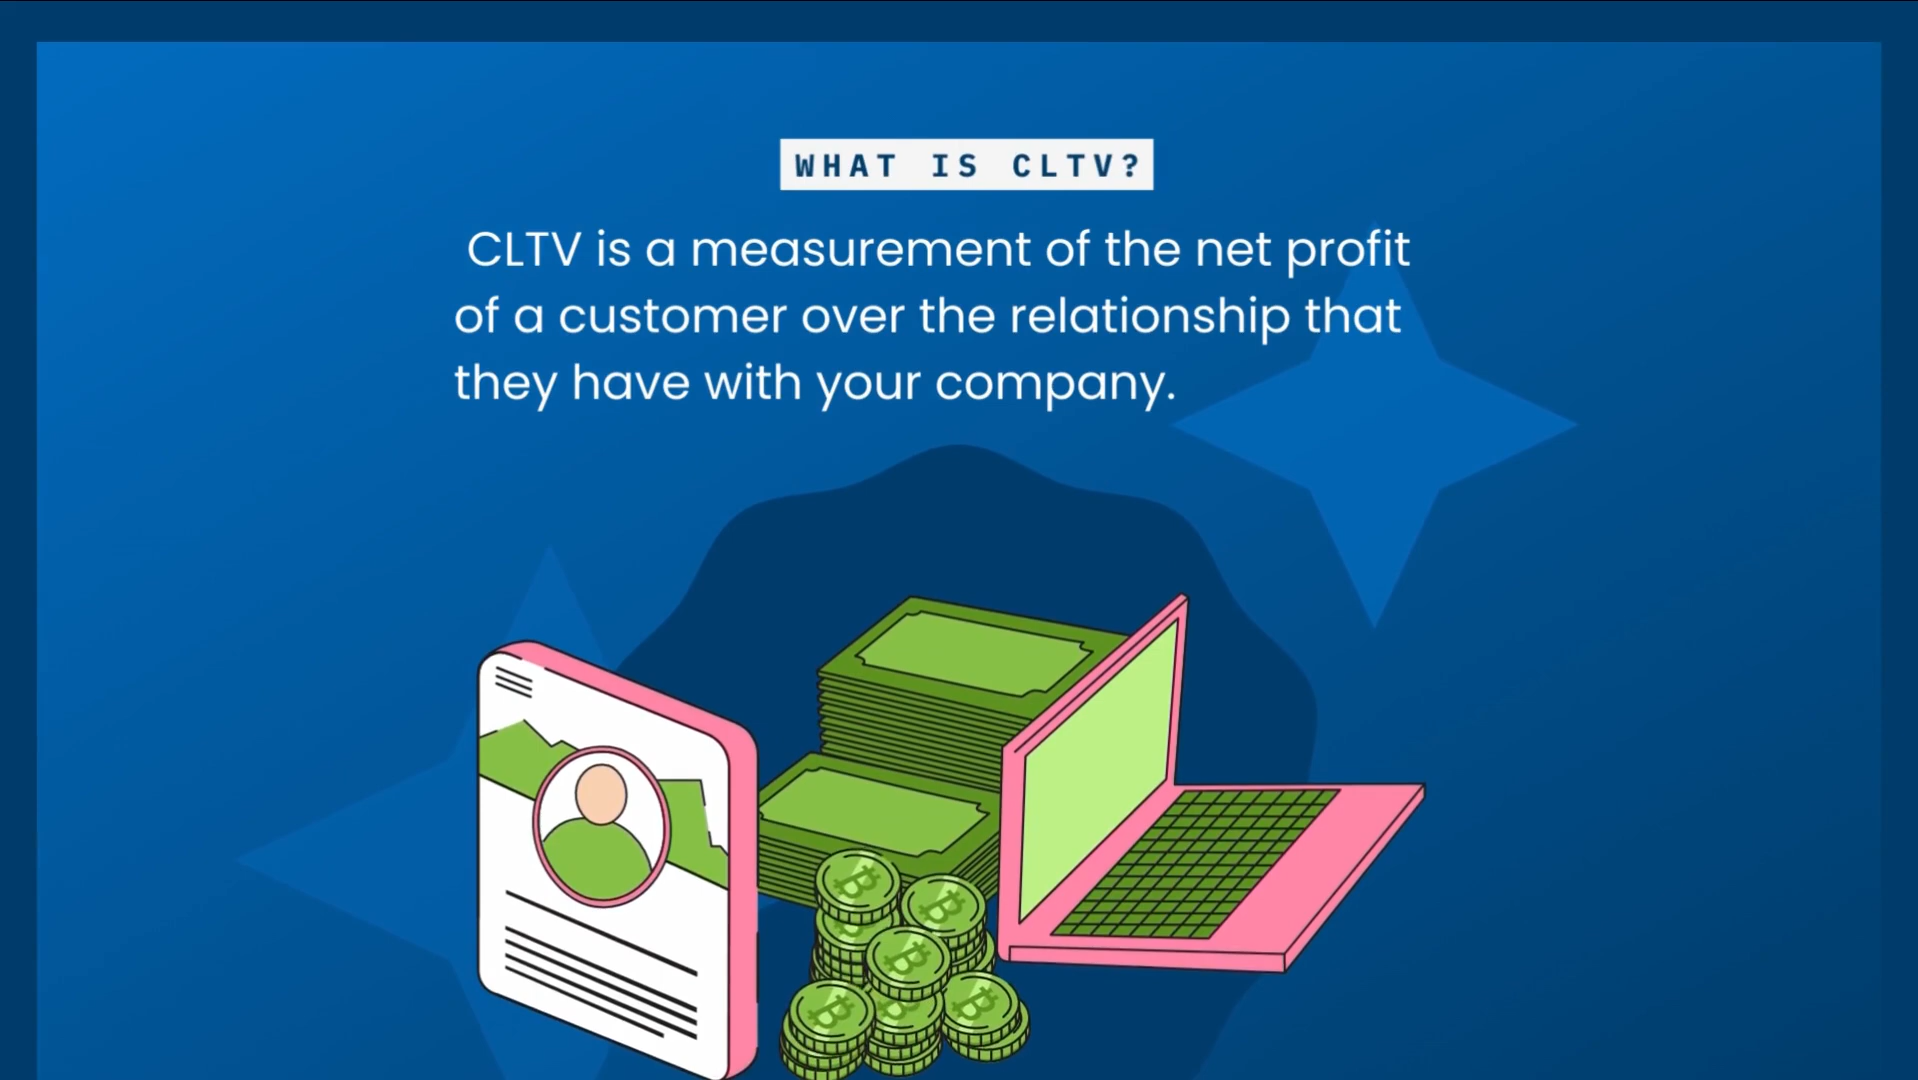 WHAT IS CLTV?
CLTV is a measurement of the net profit
of a customer over the relationship that
they have with your company.